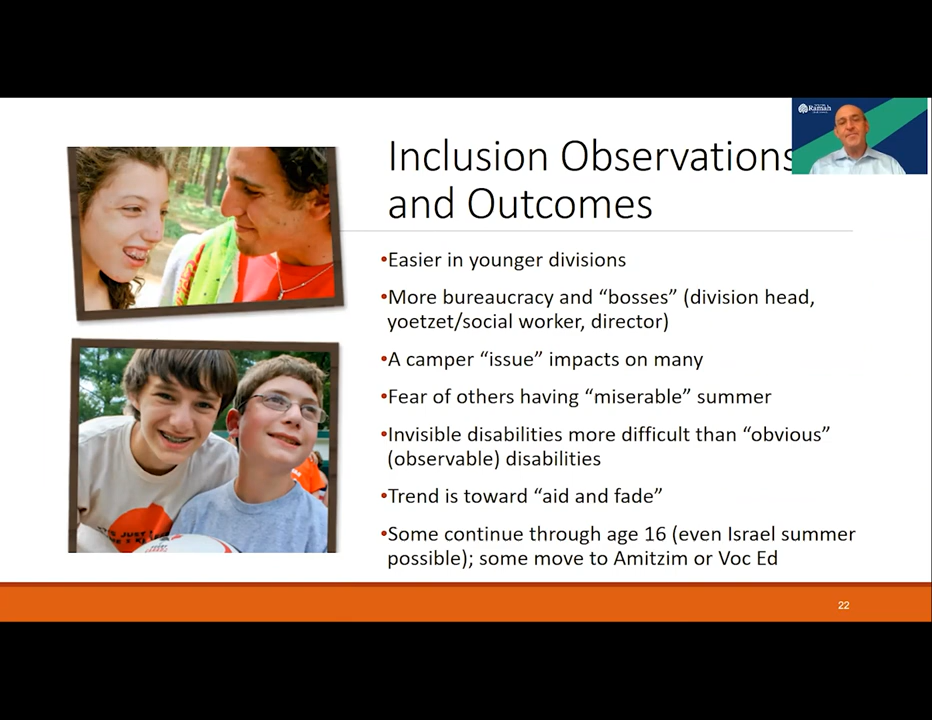 Ramah
Inclusion Observations
and Outcomes
•Easier in younger divisions
•More bureaucracy and “bosses” (division head,
yoetzet/social worker, director)
•A camper “issue” impacts on many
•Fear of others having “miserable” summer
•Invisible disabilities more difficult than “obvious”
(observable) disabilities
•Trend is toward “aid and fade”
•Some continue through age 16 (even Israel summer
possible); some move to Amitzim or Voc Ed
22